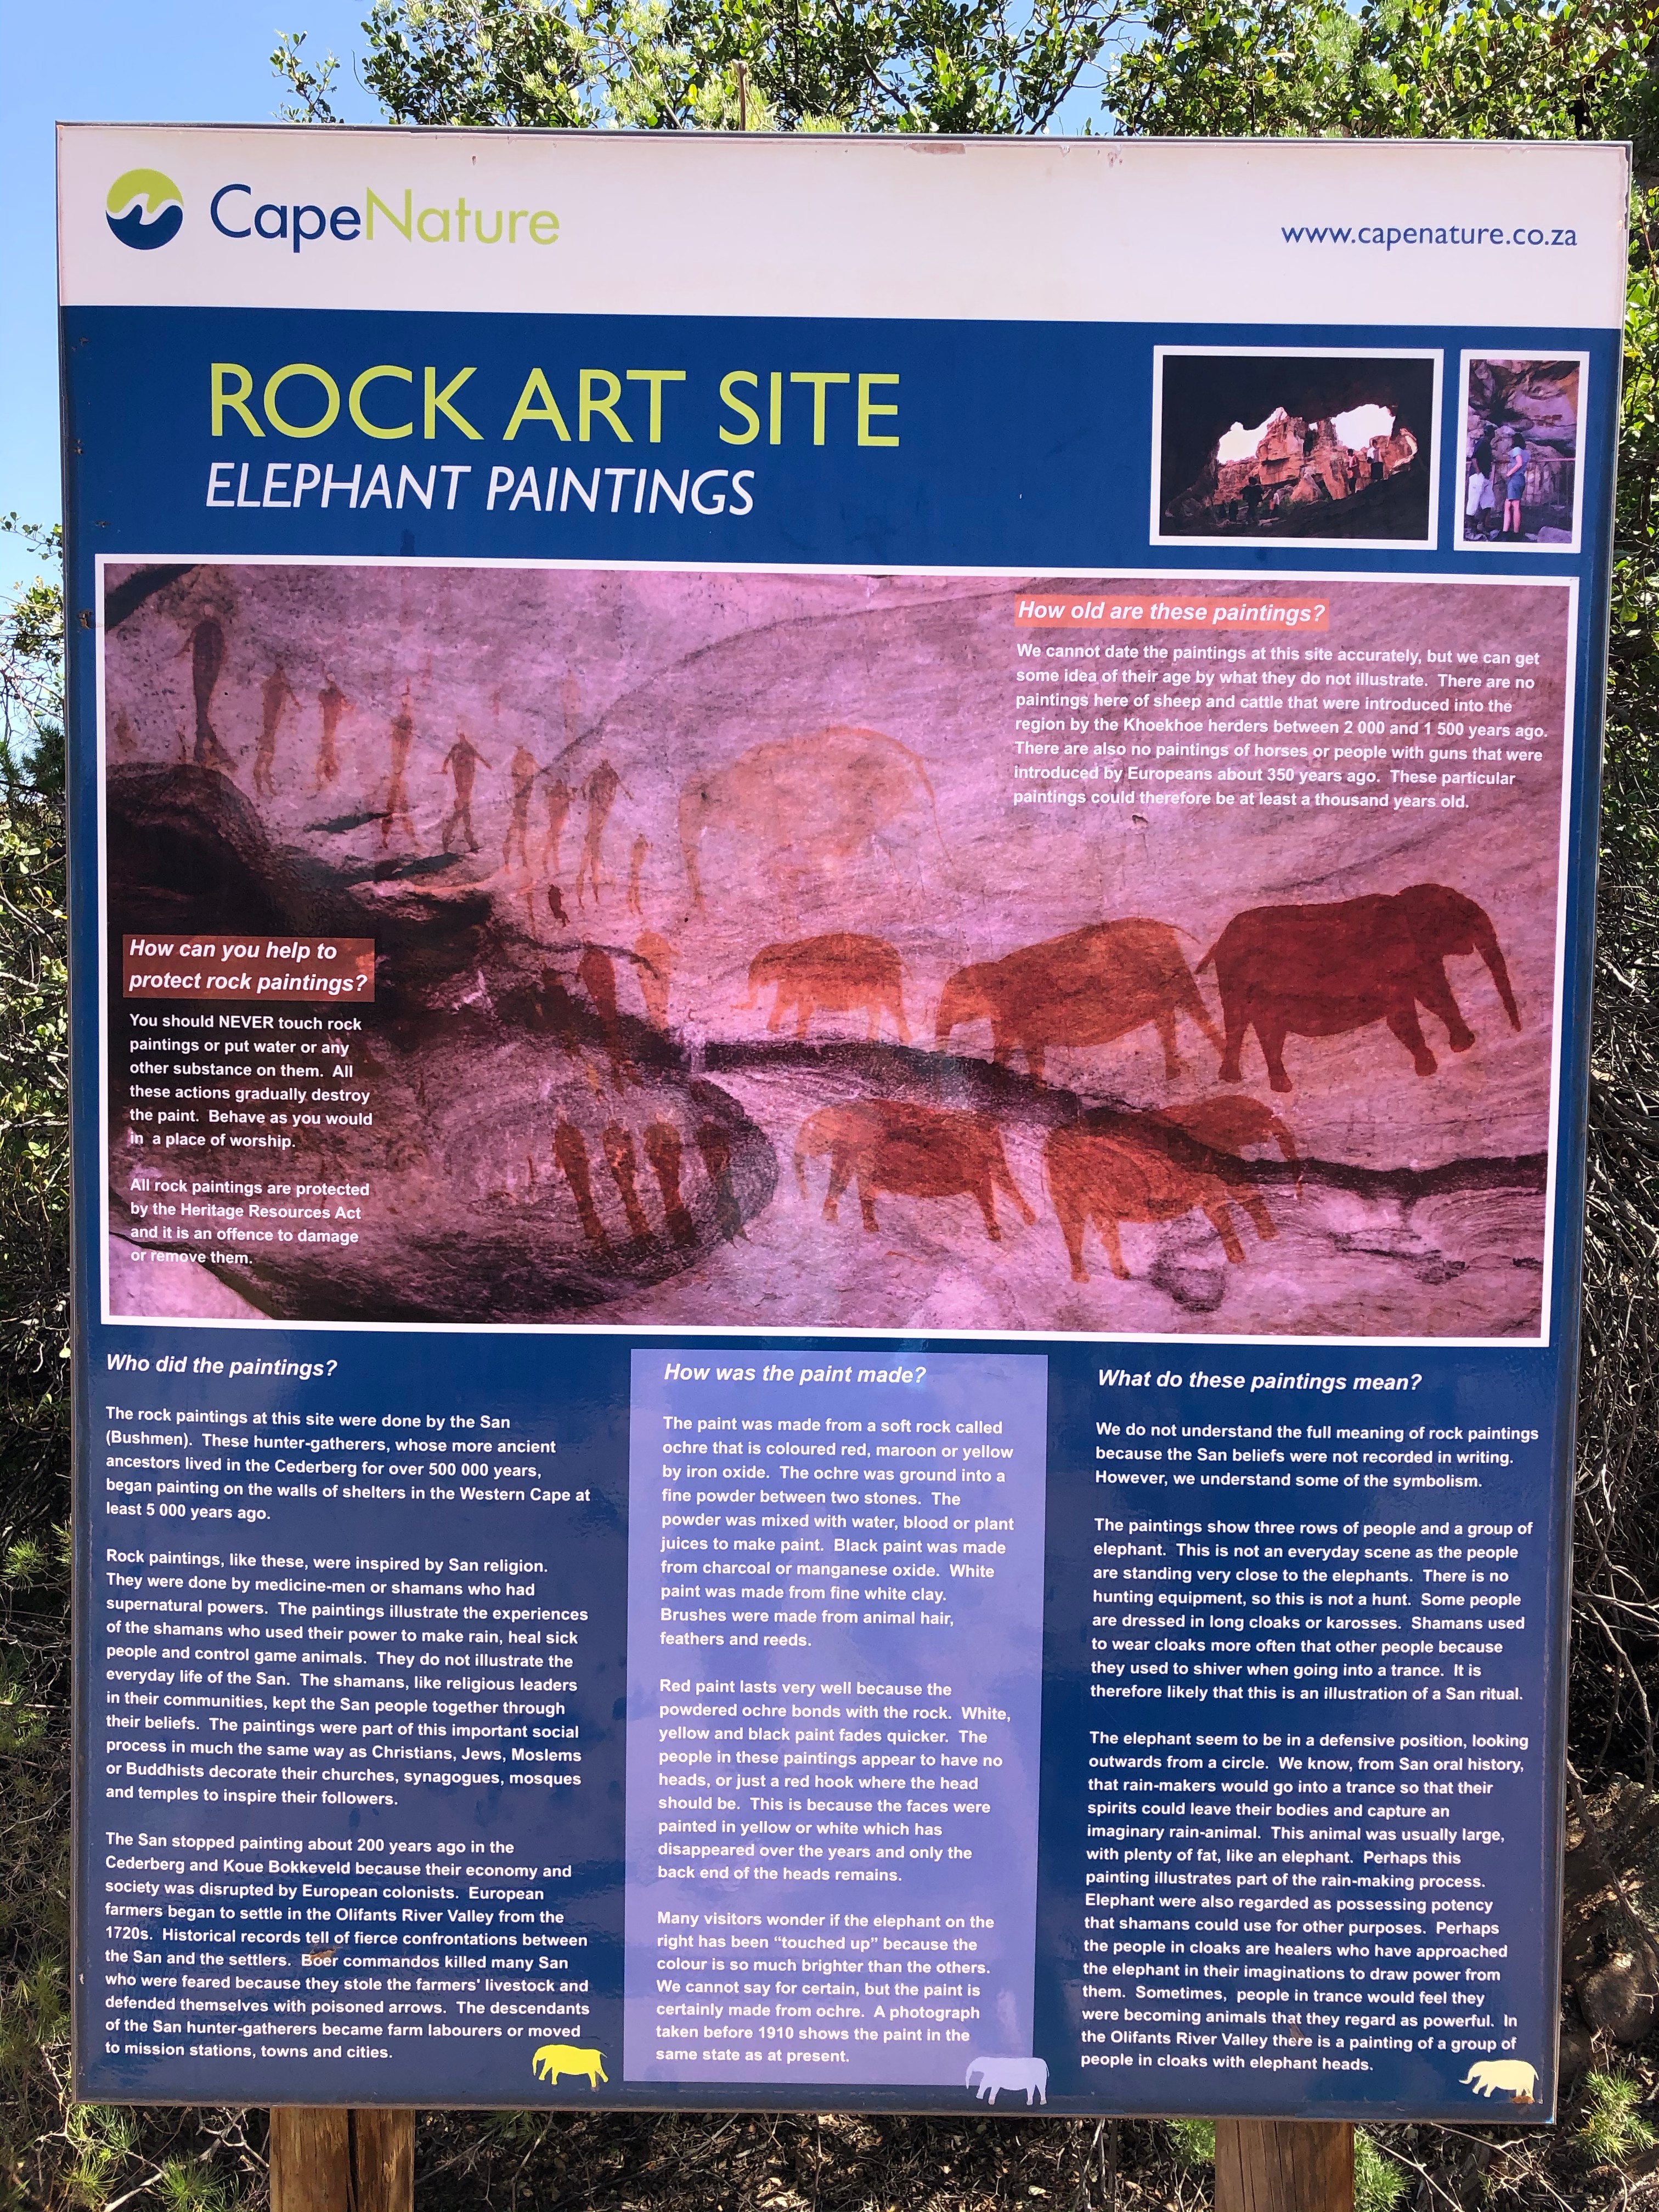 CapeNature
www.capenature.co.za
ROCK ART SITE
ELEPHANT PAINTINGS
How old are these paintings?
We cannot date the paintings at this site accurately, but we can get
some idea of their age by what they do not illustrate. There are no
paintings here of sheep and cattle that were introduced into the
region by the Khoekhoe herders between 2 000 and 1 500 years ago.
There are also no paintings of horses or people with guns that were
introduced by Europeans about 350 years ago. These particular
paintings could therefore be at least a thousand years old.
How can you help to
protect rock paintings?
You should NEVER touch rock
paintings or put water or any
other substance on them. All
these actions gradually destroy
the paint. Behave as you would
in a place of worship.
All rock paintings are protected
by the Heritage Resources Act
and it is an offence to damage
or remove them.
Who did the paintings?
The rock paintings at this site were done by the San
(Bushmen). These hunter-gatherers, whose more ancient
ancestors lived in the Cederberg for over 500 000 years,
began painting on the walls of shelters in the Western Cape at
least 5 000 years ago.
Rock paintings, like these, were inspired by San religion.
They were done by medicine-men or shamans who had
supernatural powers. The paintings illustrate the experiences
of the shamans who used their power to make rain, heal sick
people and control game animals. They do not illustrate the
everyday life of the San. The shamans, like religious leaders
in their communities, kept the San people together through
their beliefs. The paintings were part of this important social
process in much the same way as Christians, Jews, Moslems
or Buddhists decorate their churches, synagogues, mosques
and temples to inspire their followers.
The San stopped painting about 200 years ago in the
Cederberg and Koue Bokkeveld because their economy and
society was disrupted by European colonists. European
farmers began to settle in the Olifants River Valley from the
1720s. Historical records tell of fierce confrontations between
the San and the settlers. Boer commandos killed many San
who were feared because they stole the farmers' livestock and
defended themselves with poisoned arrows. The descendants
of the San hunter-gatherers became farm labourers or moved
to mission stations, towns and cities.
How was the paint made?
The paint was made from a soft rock called
ochre that is coloured red, maroon or yellow
by iron oxide. The ochre was ground into a
fine powder between two stones. The
powder was mixed with water, blood or plant
juices to make paint. Black paint was made
from charcoal or manganese oxide. White
paint was made from fine white clay.
Brushes were made from animal hair,
feathers and reeds.
Red paint lasts very well because the
powdered ochre bonds with the rock. White,
yellow and black paint fades quicker. The
people in these paintings appear to have no
heads, or just a red hook where the head
should be. This is because the faces were
painted in yellow or white which has
disappeared over the years and only the
back end of the heads remains.
Many visitors wonder if the elephant on the
right has been “touched up” because the
colour is so much brighter than the others.
We cannot say for certain, but the paint is
certainly made from ochre. A photograph
taken before 1910 shows the paint in the
same state as at present.
What do these paintings mean?
We do not understand the full meaning of rock paintings
because the San beliefs were not recorded in writing.
However, we understand some of the symbolism.
The paintings show three rows of people and a group of
elephant. This is not an everyday scene as the people
are standing very close to the elephants. There is no
hunting equipment, so this is not a hunt. Some people
are dressed in long cloaks or karosses. Shamans used
to wear cloaks more often that other people because
they used to shiver when going into a trance. It is
therefore likely that this is an illustration of a San ritual.
The elephant seem to be in a defensive position, looking
outwards from a circle. We know, from San oral history,
that rain-makers would go into a trance so that their
spirits could leave their bodies and capture an
imaginary rain-animal. This animal was usually large,
with plenty of fat, like an elephant. Perhaps this
painting illustrates part of the rain-making process.
Elephant were also regarded as possessing potency
that shamans could use for other purposes. Perhaps
the people in cloaks are healers who have approached
the elephant in their imaginations to draw power from
them. Sometimes, people in trance would feel they
were becoming animals that they regard as powerful. In
the Olifants River Valley there is a painting of a group of
people in cloaks with elephant heads.